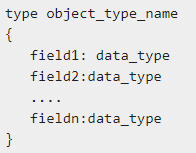 type object_type_name
{
field1: data_type
field2:data_type
....
fieldn:data_type
}